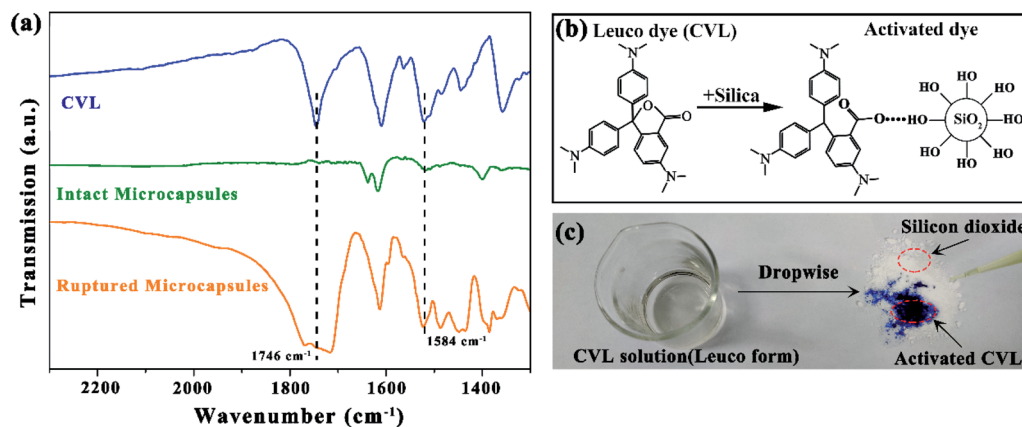 (a)
CVL
Intact Microcapsules
Ruptured Microcapsules
1746 cm⁻¹
1584 cm⁻¹
2200 2000 1800 1600 1400
Wavenumber (cm⁻¹)
Transmission (a.u.)
(b)
Leuco dye (CVL)
Activated dye
+Silica
N
O
O
N
N
N
O
O
N
N
HO
HO HO
HO SiO₂ HO
HO HO
HO
(c)
Silicon dioxide
Dropwise
CVL solution(Leuco form)
Activated CVL